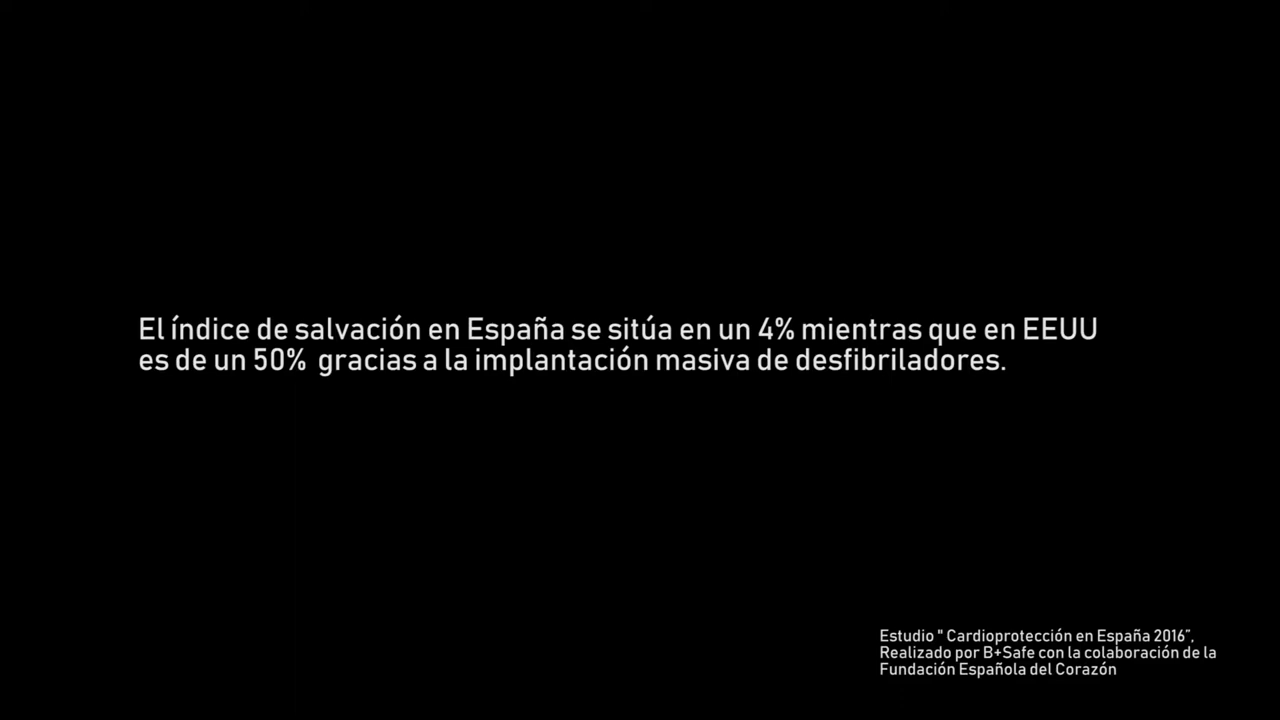 El índice de salvación en España se sitúa en un 4% mientras que en EEUU
es de un 50% gracias a la implantación masiva de desfibriladores.
Estudio " Cardioprotección en España 2016”,
Realizado por B+Safe con la colaboración de la
Fundación Española del Corazón